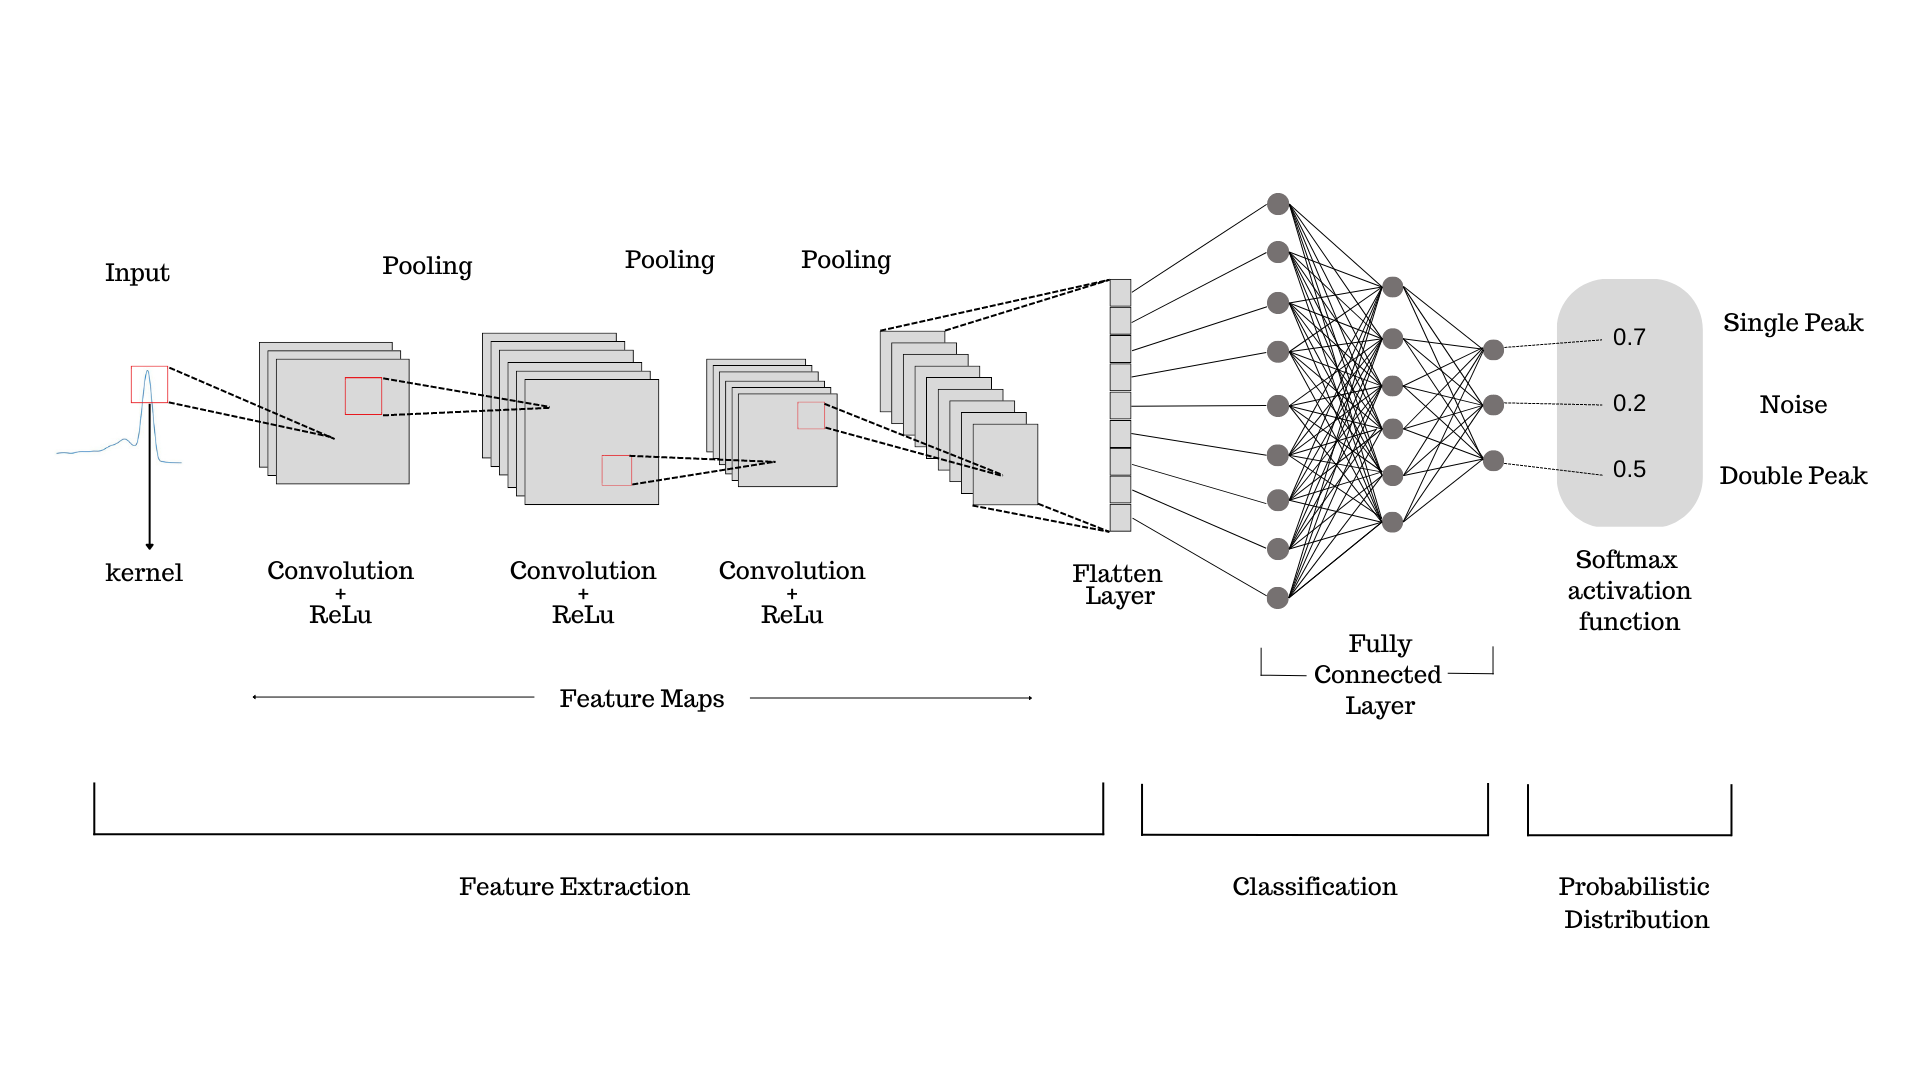 Input
Pooling
Pooling
Pooling
kernel
Convolution
+
ReLu
Convolution
+
ReLu
Convolution
+
ReLu
Feature Maps
Flatten
Layer
Fully
Connected
Layer
0.7
0.2
0.5
Softmax
activation
function
Single Peak
Noise
Double Peak
Feature Extraction
Classification
Probabilistic
Distribution